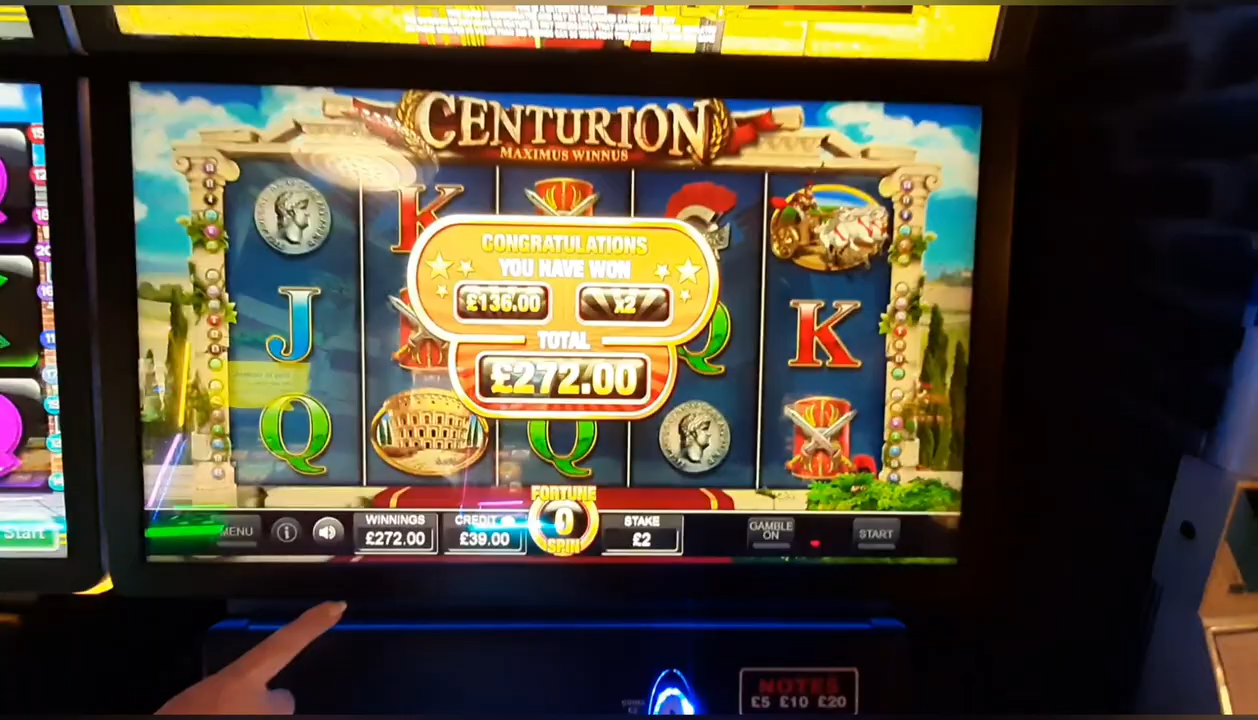 CENTURION
MAXIMUS WINNUS
K
CONGRATULATIONS
YOU HAVE WON
£136.00 x2
TOTAL
£272.00
J
Q
K
Q
Q
FORTUNE
0
SPIN
MENU
i
WINNINGS
£272.00
CREDIT
£39.00
STAKE
£2
GAMBLE
ON
START
Start
NOTES
£5 £10 £20